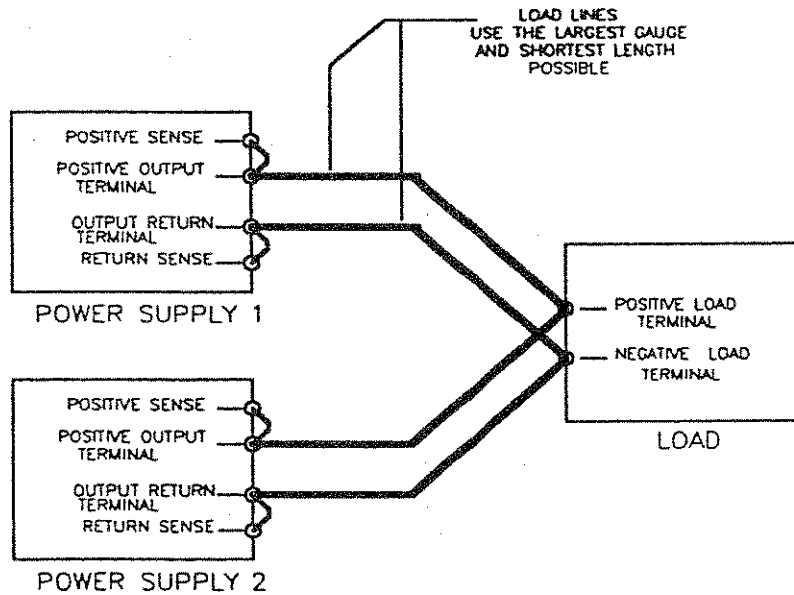 LOAD LINES
USE THE LARGEST GAUGE
AND SHORTEST LENGTH
POSSIBLE
POSITIVE SENSE
POSITIVE OUTPUT
TERMINAL
OUTPUT RETURN
TERMINAL
RETURN SENSE
POWER SUPPLY 1
POSITIVE LOAD
TERMINAL
NEGATIVE LOAD
TERMINAL
LOAD
POSITIVE SENSE
POSITIVE OUTPUT
TERMINAL
OUTPUT RETURN
TERMINAL
RETURN SENSE
POWER SUPPLY 2